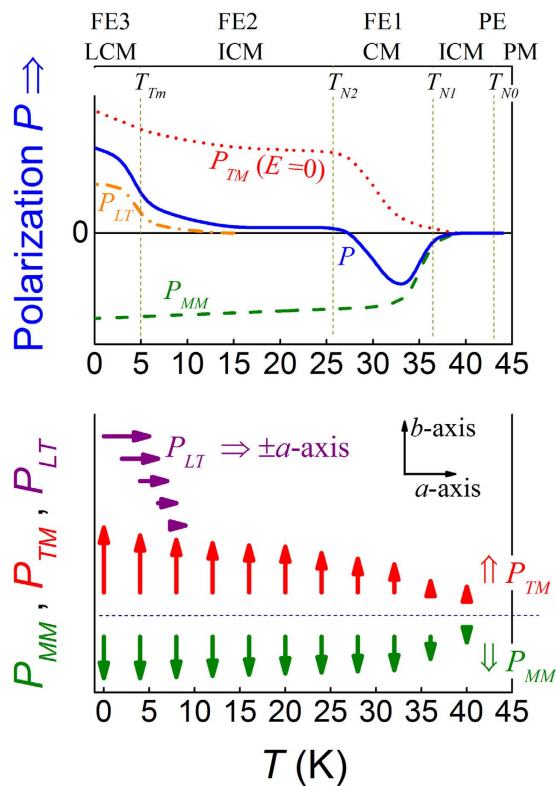 FE3 FE2 FE1 PE
LCM ICM CM ICM PM
T_Tm T_N2 T_N1 T_N0
Polarization P ⇑
P_TM (E =0)
P_LT
0
P
P_MM
0 5 10 15 20 25 30 35 40 45
P_MM , P_TM , P_LT
P_LT ⇒ ±a-axis
b-axis
a-axis
⇑ P_TM
⇓ P_MM
0 5 10 15 20 25 30 35 40 45
T (K)